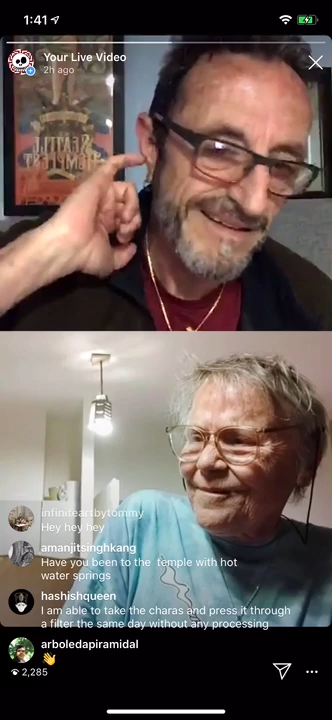 1:41
Your Live Video
2h ago
SEATTLE
HEMPFEST
infiniteartbytommy
Hey hey hey
amanjitsinghkang
Have you been to the temple with hot
water springs
hashishqueen
I am able to take the charas and press it through
a filter the same day without any processing
arboledapiramidal
👋
2,285